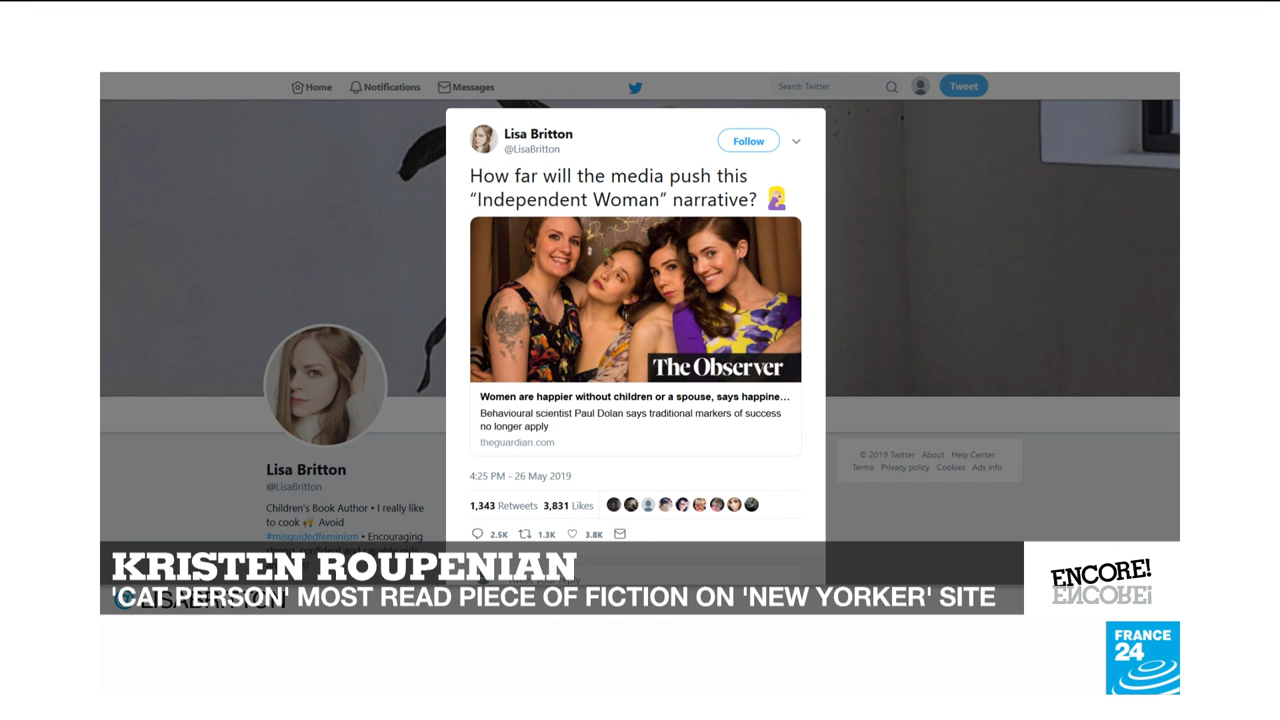 Home Notifications Messages Search Twitter Tweet
Lisa Britton
@LisaBritton
Follow
How far will the media push this
“Independent Woman” narrative?
The Observer
Women are happier without children or a spouse, says happine...
Behavioural scientist Paul Dolan says traditional markers of success
no longer apply
theguardian.com
4:25 PM - 26 May 2019
1,343 Retweets 3,831 Likes
2.5K 1.3K 3.8K
Lisa Britton
@LisaBritton
Children's Book Author • I really like
to cook Avoid
#misguidedfeminism • Encouraging
strong, confident and capable girls
© 2019 Twitter About Help Center
Terms Privacy policy Cookies Ads info
KRISTEN ROUPENIAN
'CAT PERSON' MOST READ PIECE OF FICTION ON 'NEW YORKER' SITE
ENCORE!
FRANCE
24